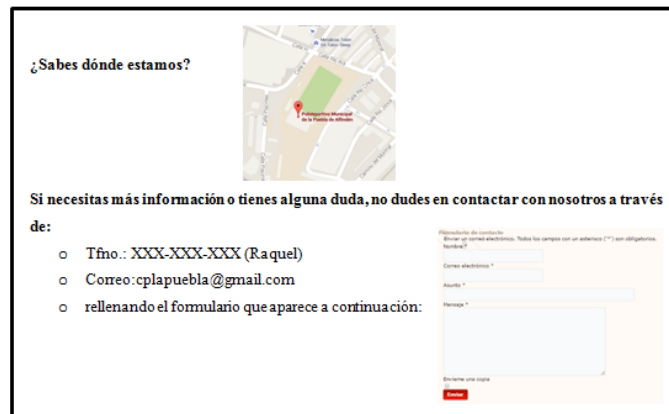 ¿Sabes dónde estamos?
Polideportivo Municipal
de la Puebla de Alfindén
Si necesitas más información o tienes alguna duda, no dudes en contactar con nosotros a través
de:
o Tfno.: XXX-XXX-XXX (Raquel)
o Correo:cplapuebla@gmail.com
o rellenando el formulario que aparece a continuación:
Formulario de contacto
Enviar un correo electrónico. Todos los campos con un asterisco ("*") son obligatorios.
Nombre *
Correo electrónico *
Asunto *
Mensaje *
Enviarme una copia
Enviar